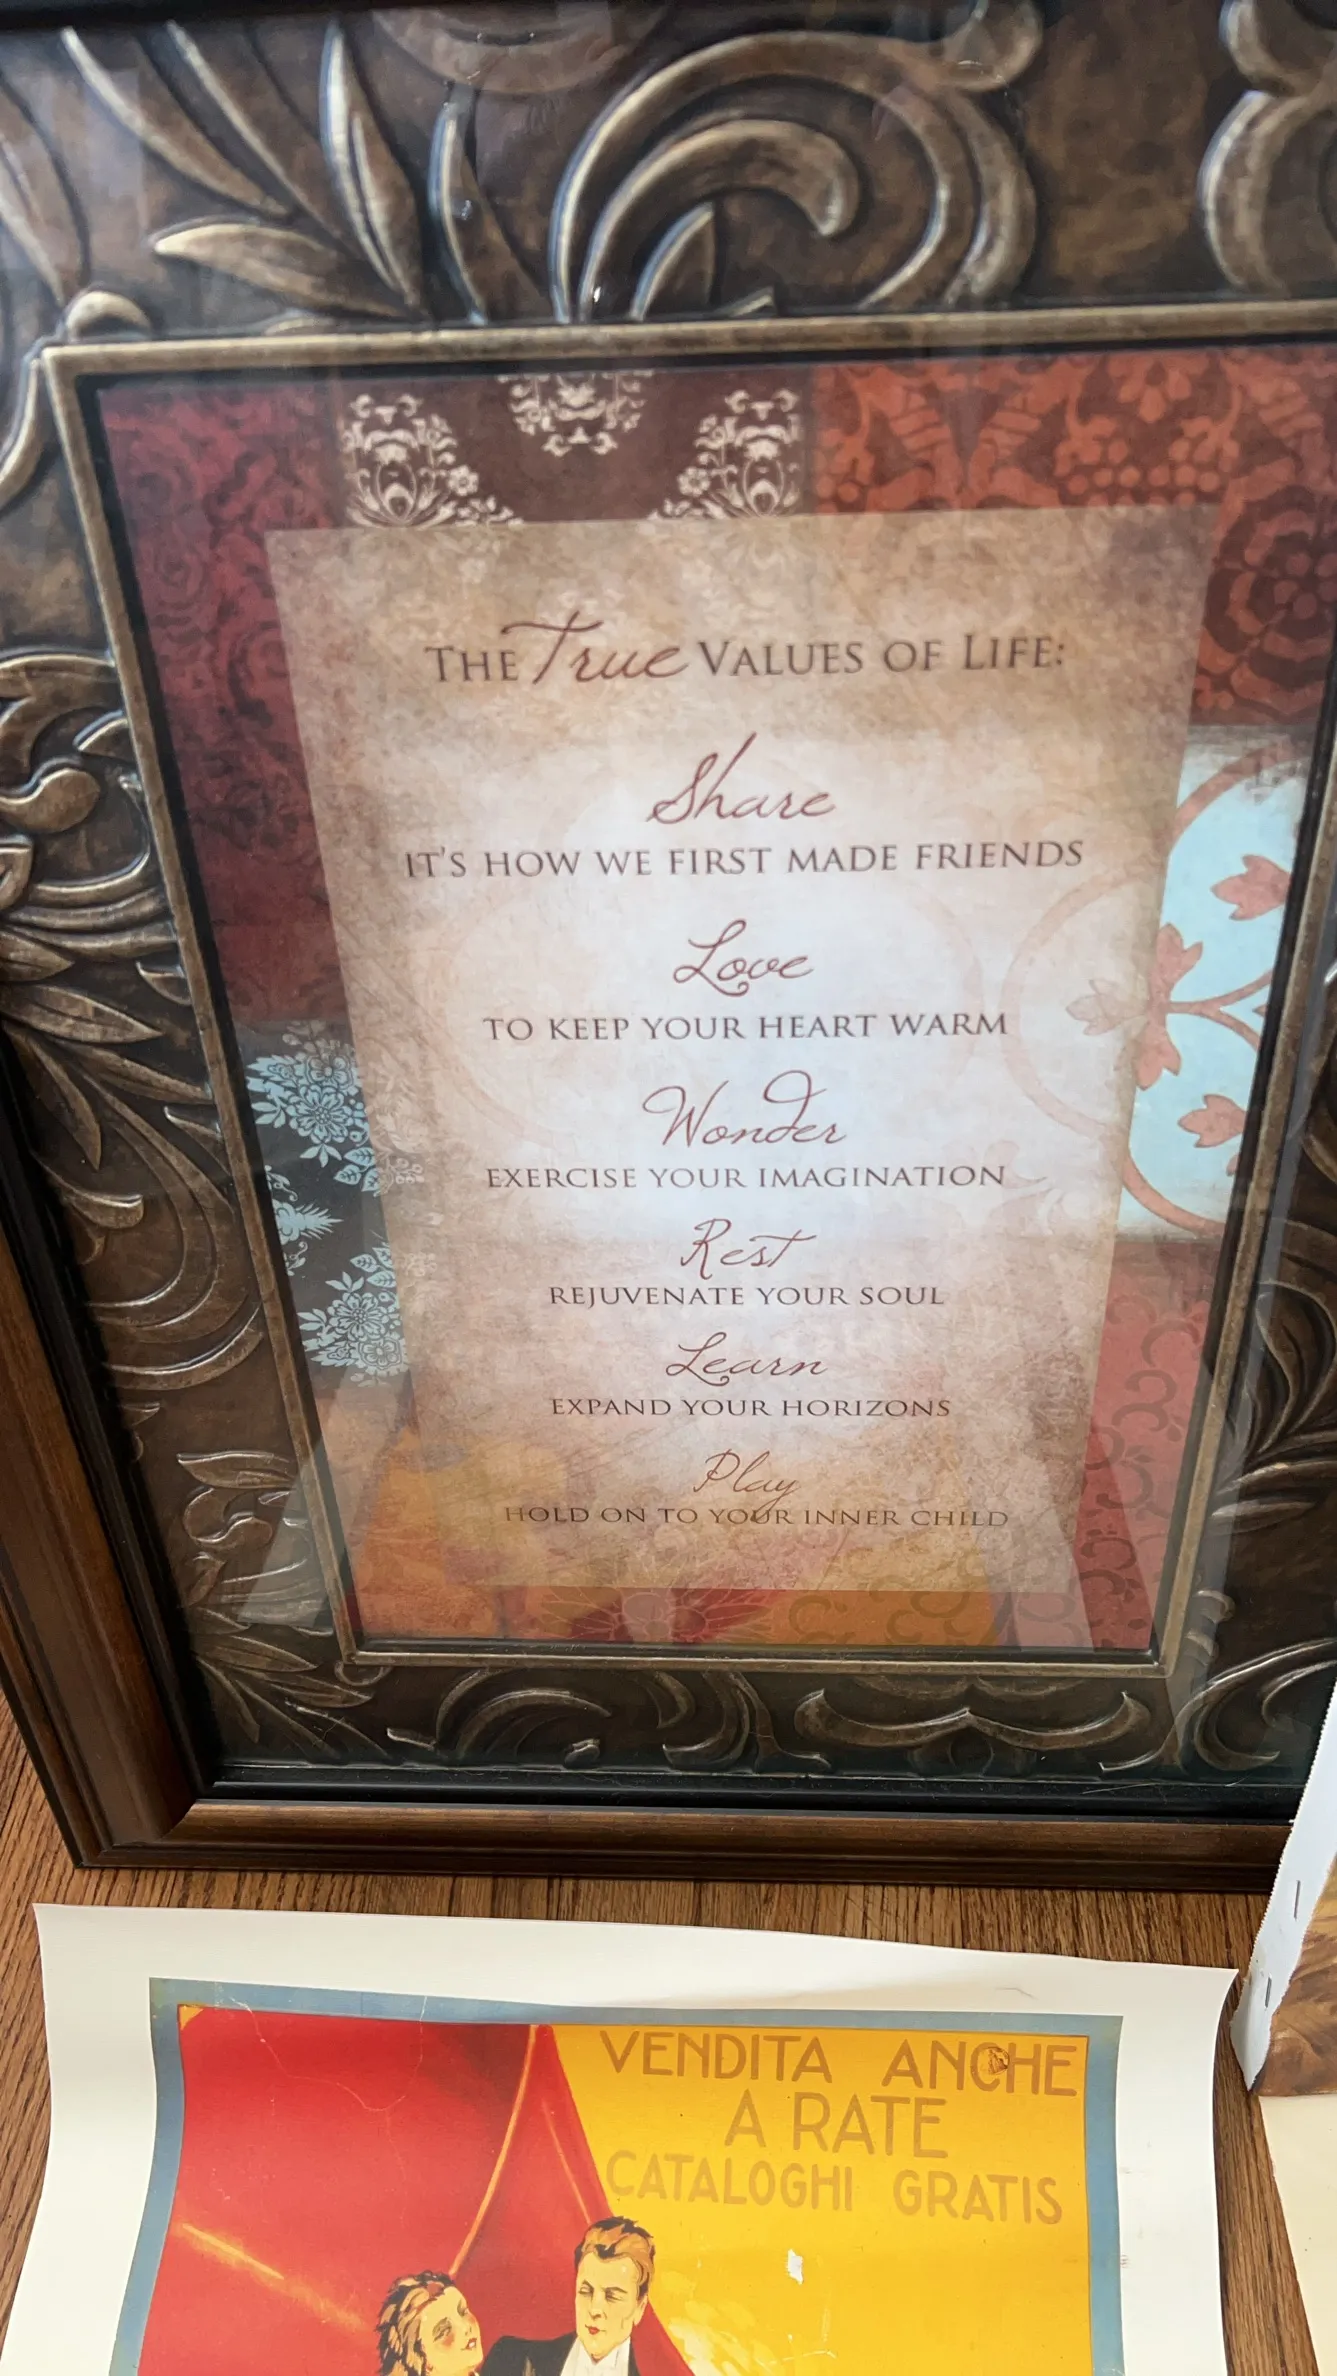 THE True VALUES OF LIFE:
Share
IT'S HOW WE FIRST MADE FRIENDS
Love
TO KEEP YOUR HEART WARM
Wonder
EXERCISE YOUR IMAGINATION
Rest
REJUVENATE YOUR SOUL
Learn
EXPAND YOUR HORIZONS
Play
HOLD ON TO YOUR INNER CHILD
VENDITA ANCHE
A RATE
CATALOGHI GRATIS